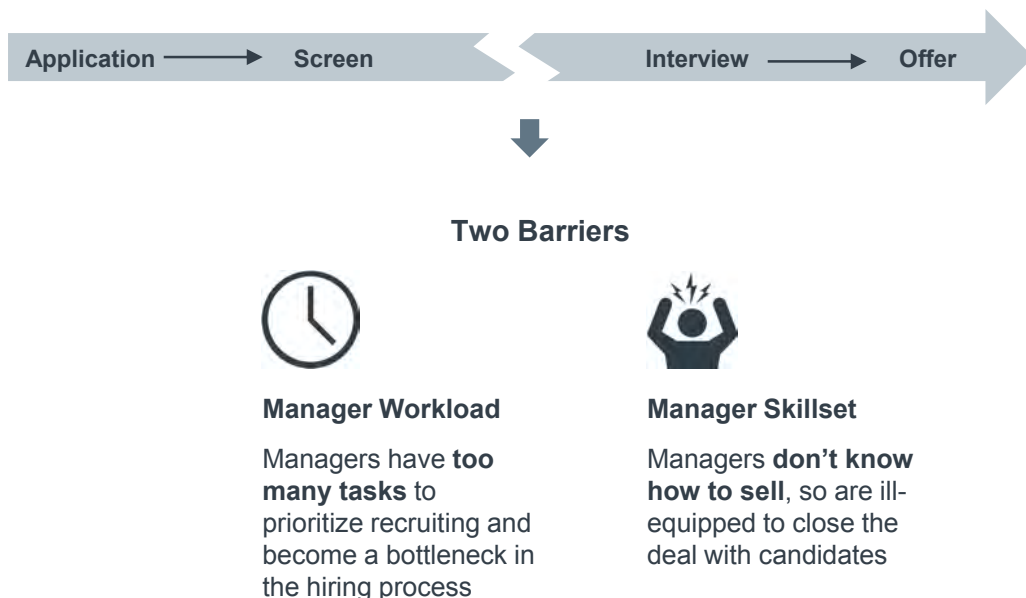 Application Screen Interview Offer
Two Barriers
Manager Workload
Managers have too
many tasks to
prioritize recruiting and
become a bottleneck in
the hiring process
Manager Skillset
Managers don’t know
how to sell, so are ill-
equipped to close the
deal with candidates